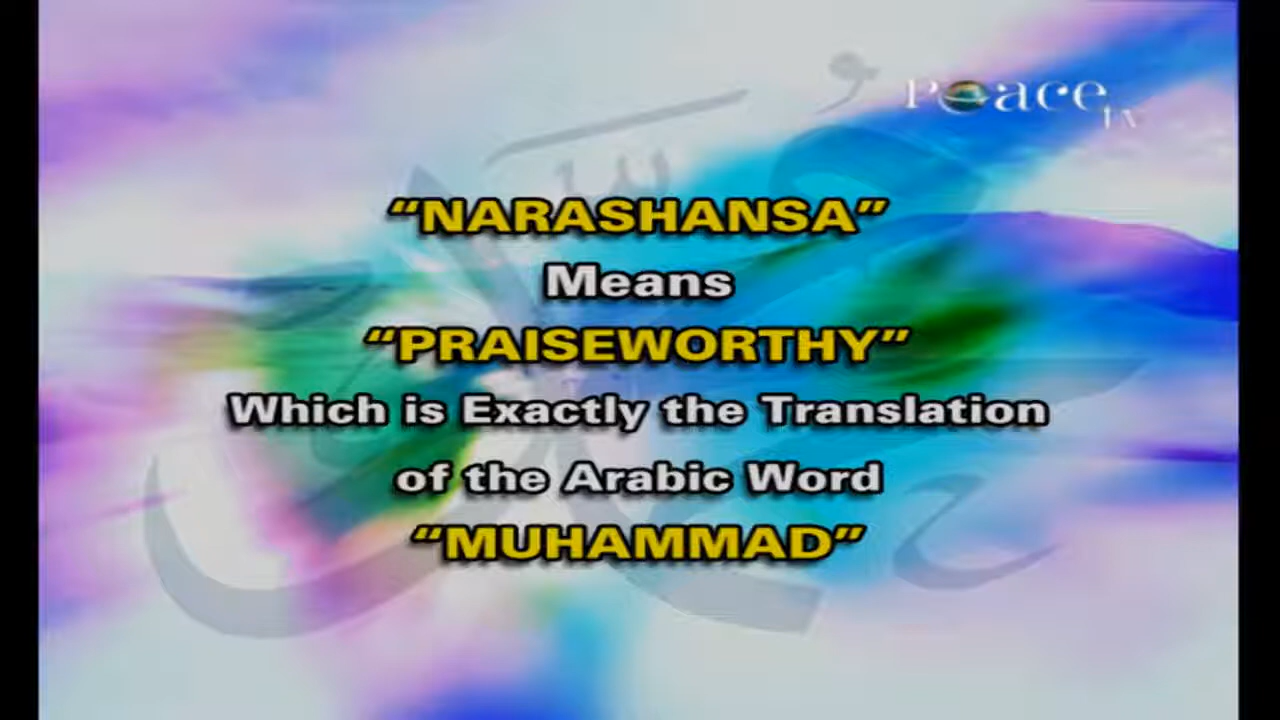 Peace TV
“NARASHANSA”
Means
“PRAISEWORTHY”
Which is Exactly the Translation
of the Arabic Word
“MUHAMMAD”